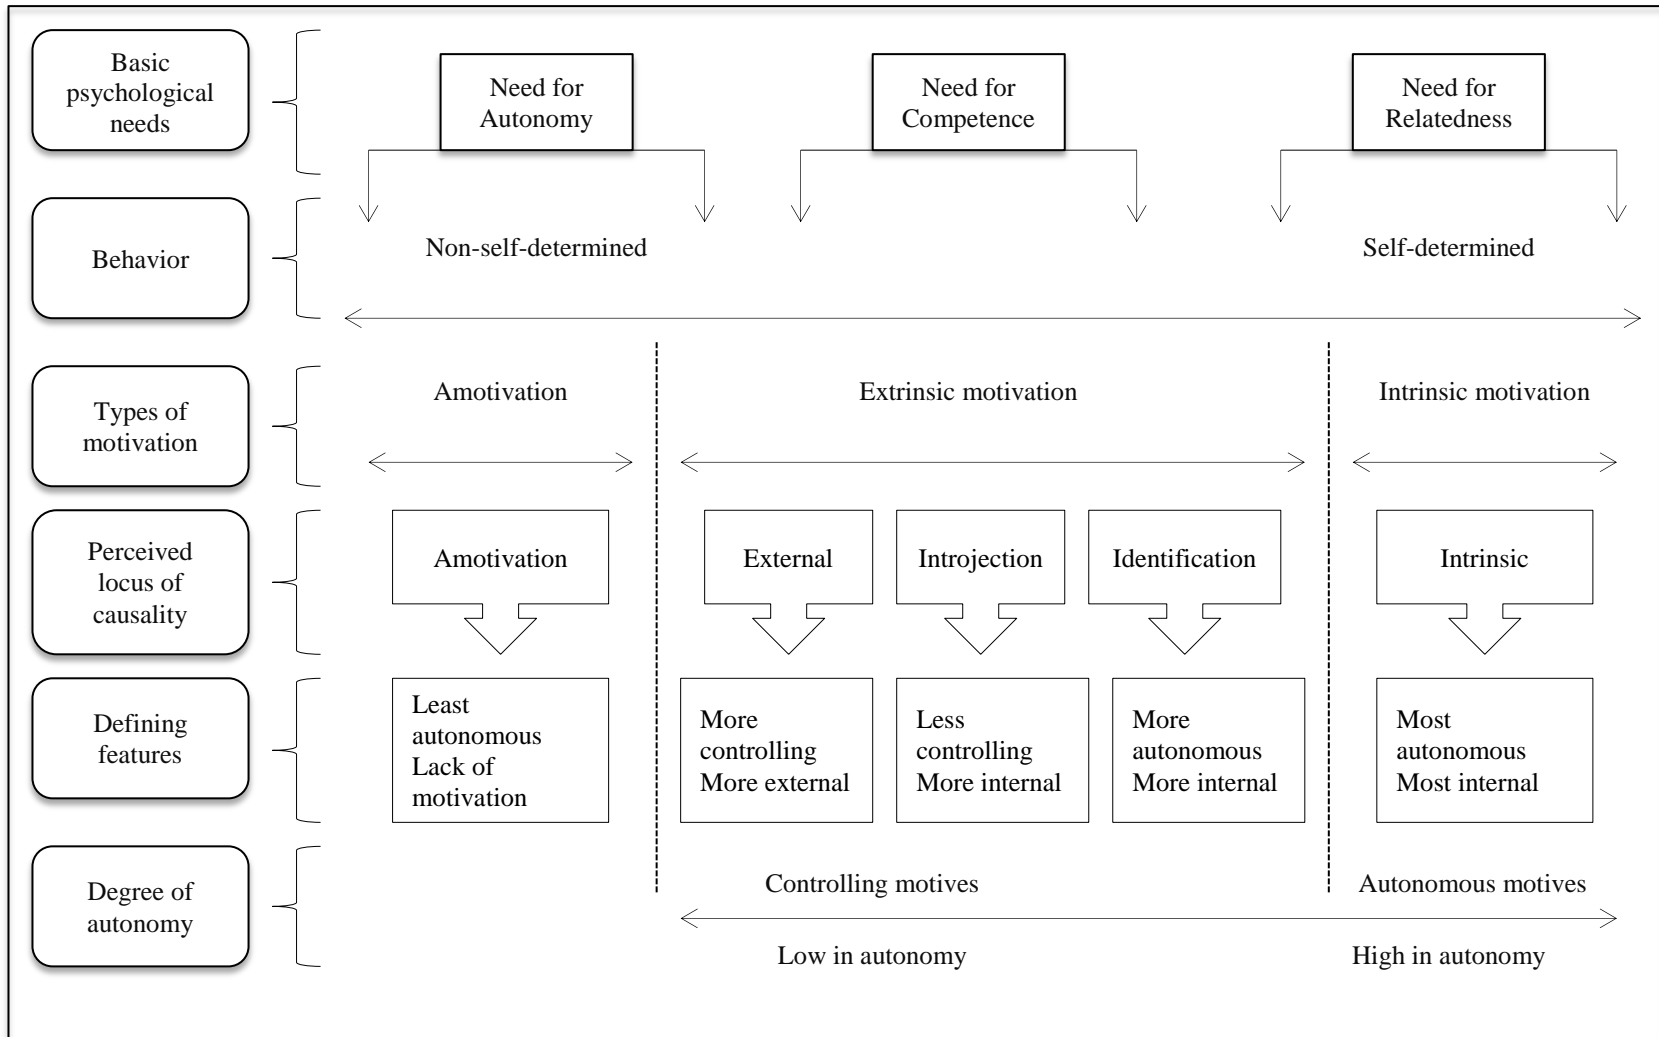 Basic
psychological
needs
Need for
Autonomy
Need for
Competence
Need for
Relatedness
Behavior
Non-self-determined
Self-determined
Types of
motivation
Amotivation
Extrinsic motivation
Intrinsic motivation
Perceived
locus of
causality
Amotivation
External
Introjection
Identification
Intrinsic
Defining
features
Least
autonomous
Lack of
motivation
More
controlling
More external
Less
controlling
More internal
More
autonomous
More internal
Most
autonomous
Most internal
Degree of
autonomy
Controlling motives
Autonomous motives
Low in autonomy
High in autonomy